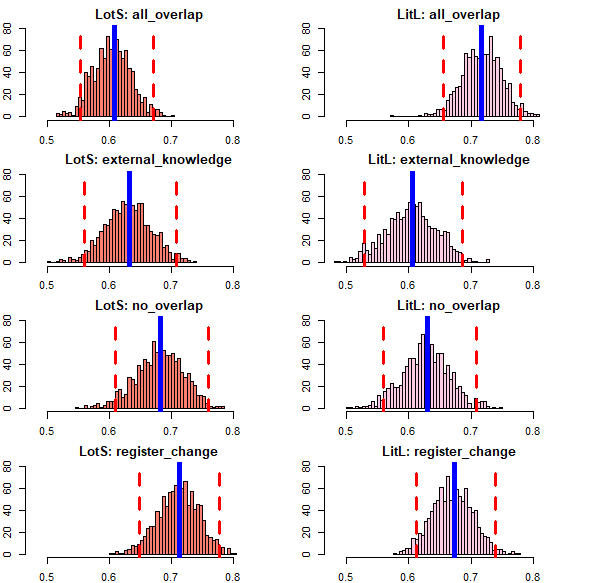 LotS: all_overlap
0 20 40 60 80
0.5 0.6 0.7 0.8
LitL: all_overlap
0 20 40 60 80
0.5 0.6 0.7 0.8
LotS: external_knowledge
0 20 40 60 80
0.5 0.6 0.7 0.8
LitL: external_knowledge
0 20 40 60 80
0.5 0.6 0.7 0.8
LotS: no_overlap
0 20 40 60 80
0.5 0.6 0.7 0.8
LitL: no_overlap
0 20 40 60 80
0.5 0.6 0.7 0.8
LotS: register_change
0 20 40 60 80
0.5 0.6 0.7 0.8
LitL: register_change
0 20 40 60 80
0.5 0.6 0.7 0.8